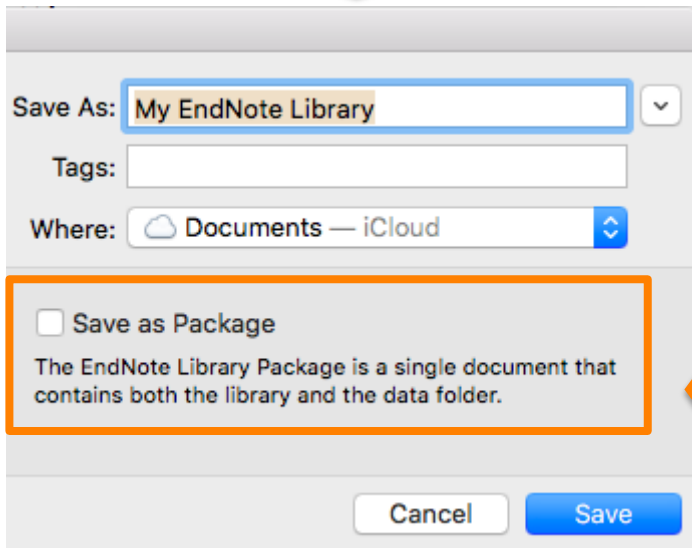 Save As: My EndNote Library
Tags:
Where: Documents — iCloud
Save as Package
The EndNote Library Package is a single document that
contains both the library and the data folder.
Cancel Save